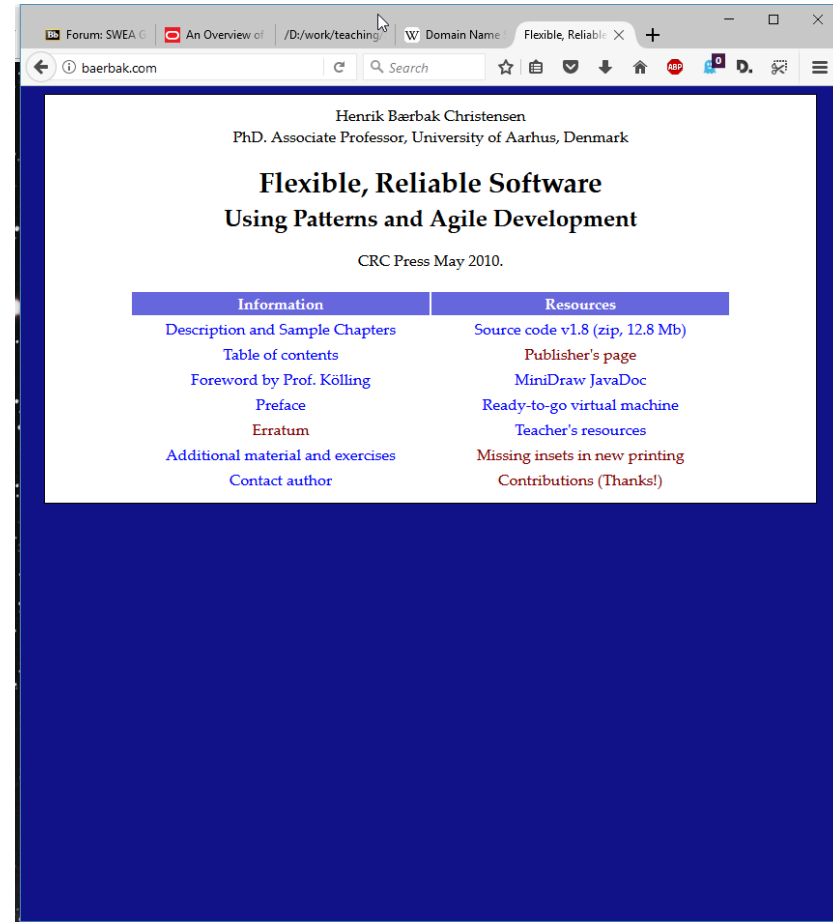 Forum: SWEA G
An Overview of
/D:/work/teaching/
Domain Name S
Flexible, Reliable
baerbak.com
Search
ABP
0
D.
Henrik Bærbak Christensen
PhD. Associate Professor, University of Aarhus, Denmark
Flexible, Reliable Software
Using Patterns and Agile Development
CRC Press May 2010.
Information Resources
Description and Sample Chapters Source code v1.8 (zip, 12.8 Mb)
Table of contents Publisher's page
Foreword by Prof. Kölling MiniDraw JavaDoc
Preface Ready-to-go virtual machine
Erratum Teacher's resources
Additional material and exercises Missing insets in new printing
Contact author Contributions (Thanks!)